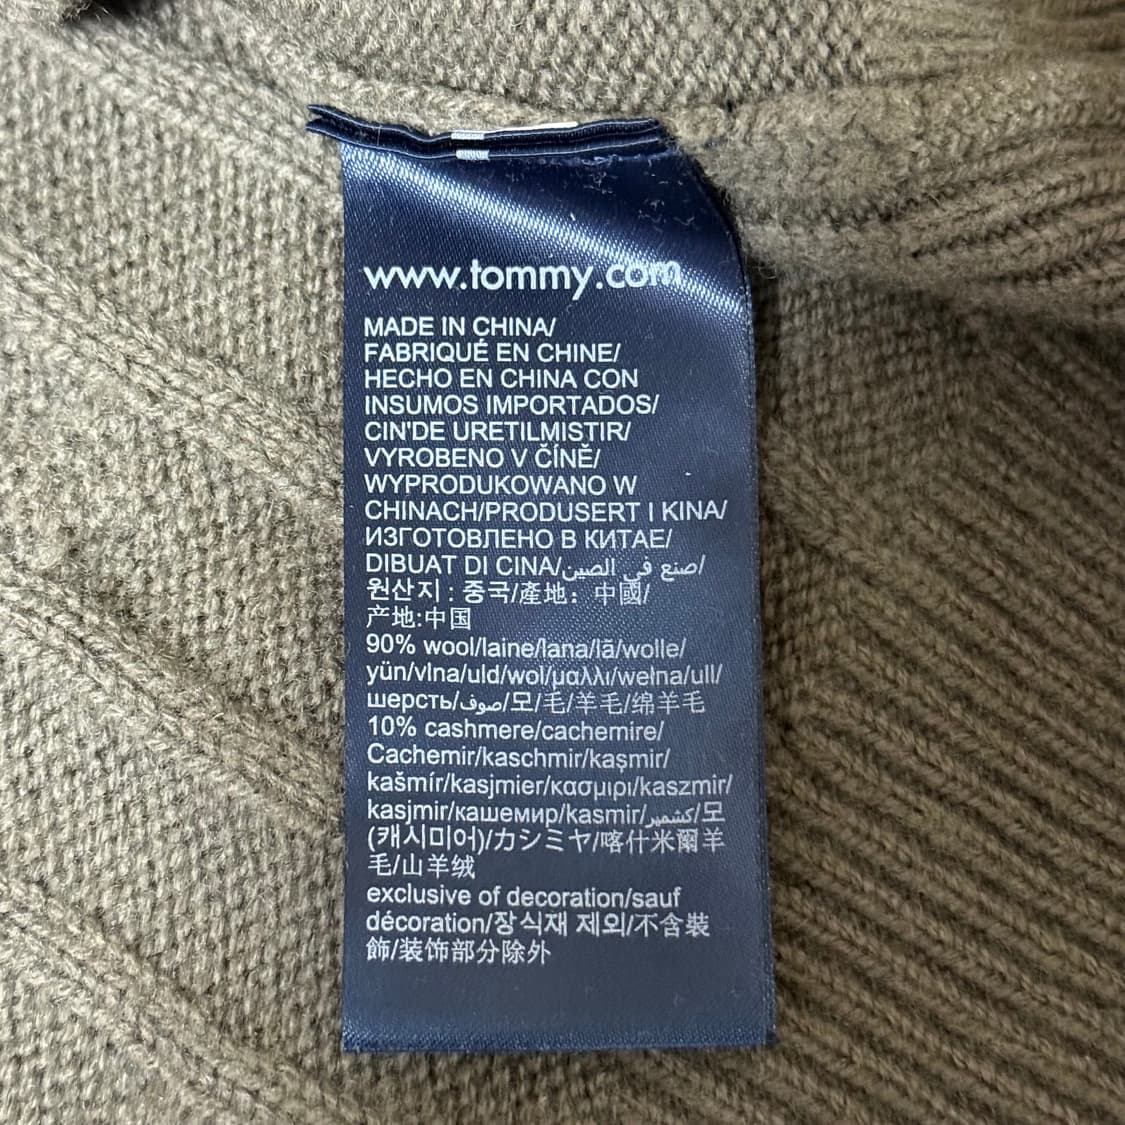 www.tommy.com
MADE IN CHINA/
FABRIQUÉ EN CHINE/
HECHO EN CHINA CON
INSUMOS IMPORTADOS/
CIN'DE URETILMISTIR/
VYROBENO V ČÍNĚ/
WYPRODUKOWANO W
CHINACH/PRODUSERT I KINA/
ИЗГОТОВЛЕНО В КИТАЕ/
DIBUAT DI CINA/صنع في الصين/
원산지 : 중국/產地：中國/
产地:中国
90% wool/laine/lana/lã/wolle/
yün/vlna/uld/wol/μαλλι/wełna/ull/
шерсть/صوف/모/毛/羊毛/绵羊毛
10% cashmere/cachemire/
Cachemir/kaschmir/kaşmir/
kašmír/kasjmier/κασμιρι/kaszmir/
kasjmir/кашемир/kasmir/كشمير/모
(캐시미어)/カシミヤ/喀什米爾羊
毛/山羊绒
exclusive of decoration/sauf
décoration/장식재 제외/不含裝
飾/装饰部分除外